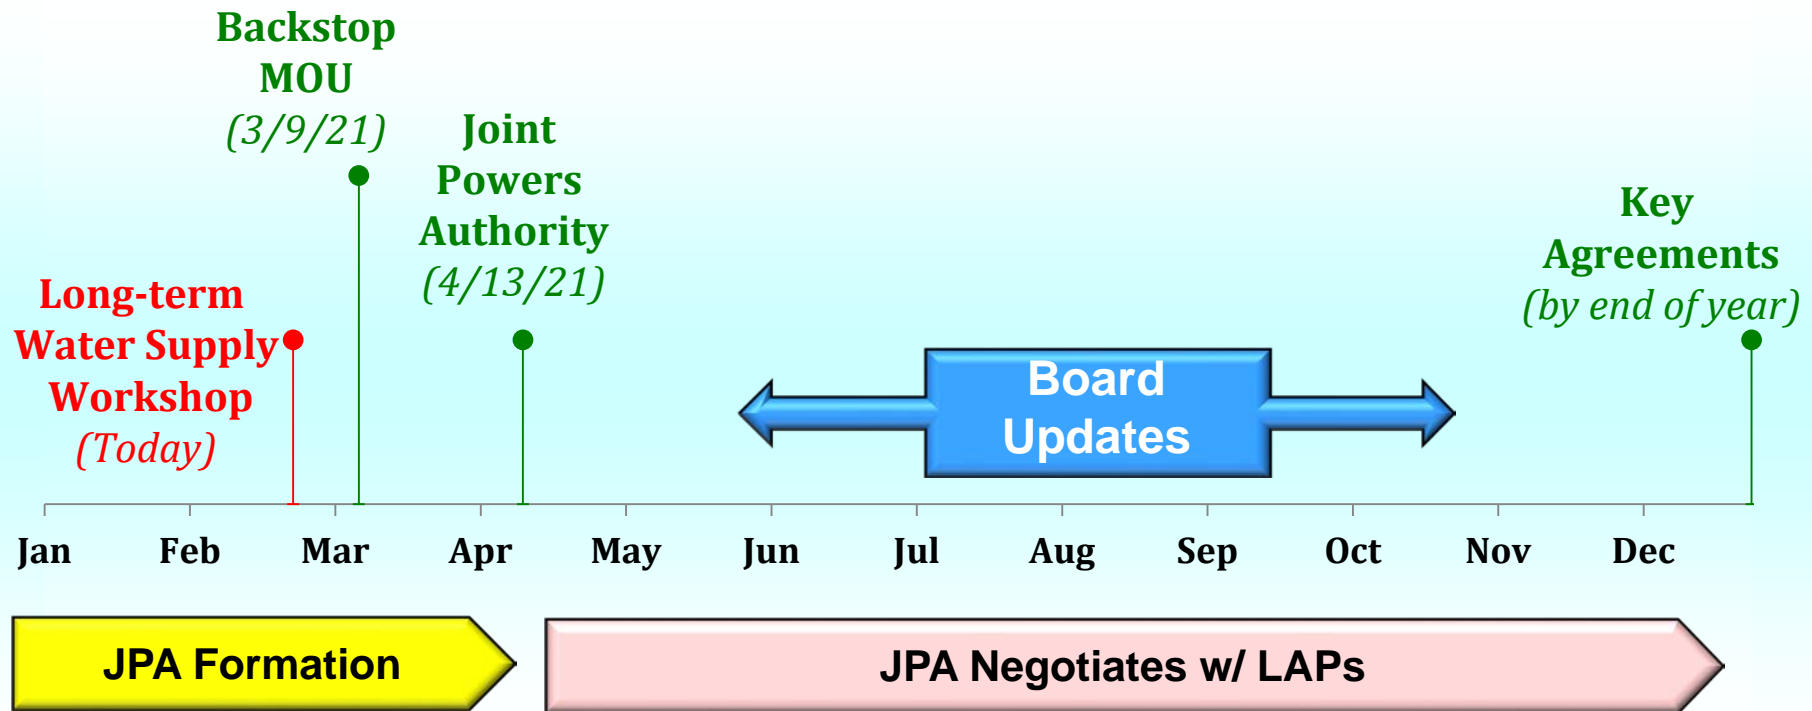 Backstop
MOU
(3/9/21)
Joint
Powers
Authority
(4/13/21)
Key
Agreements
(by end of year)
Long-term
Water Supply
Workshop
(Today)
Board
Updates
Jan Feb Mar Apr May Jun Jul Aug Sep Oct Nov Dec
JPA Formation
JPA Negotiates w/ LAPs